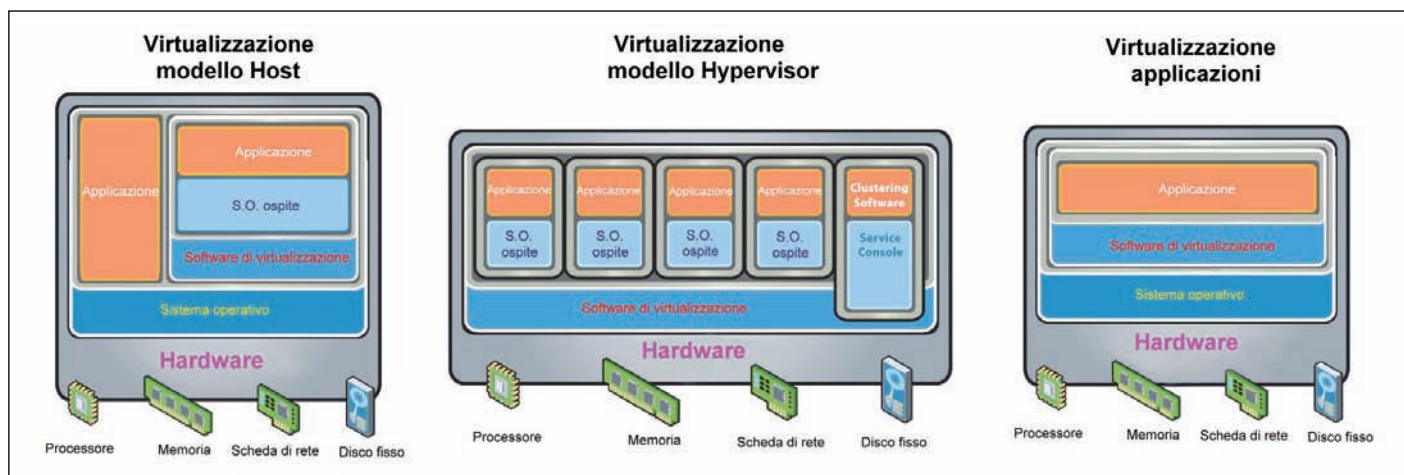 Virtualizzazione
modello Host
Applicazione
Applicazione
S.O. ospite
Software di virtualizzazione
Sistema operativo
Hardware
Processore
Memoria
Scheda di rete
Disco fisso
Virtualizzazione
modello Hypervisor
Applicazione
S.O.
ospite
Applicazione
S.O.
ospite
Applicazione
S.O.
ospite
Applicazione
S.O.
ospite
Clustering
Software
Service
Console
Software di virtualizzazione
Hardware
Processore
Memoria
Scheda di rete
Disco fisso
Virtualizzazione
applicazioni
Applicazione
Software di virtualizzazione
Sistema operativo
Hardware
Processore
Memoria
Scheda di rete
Disco fisso